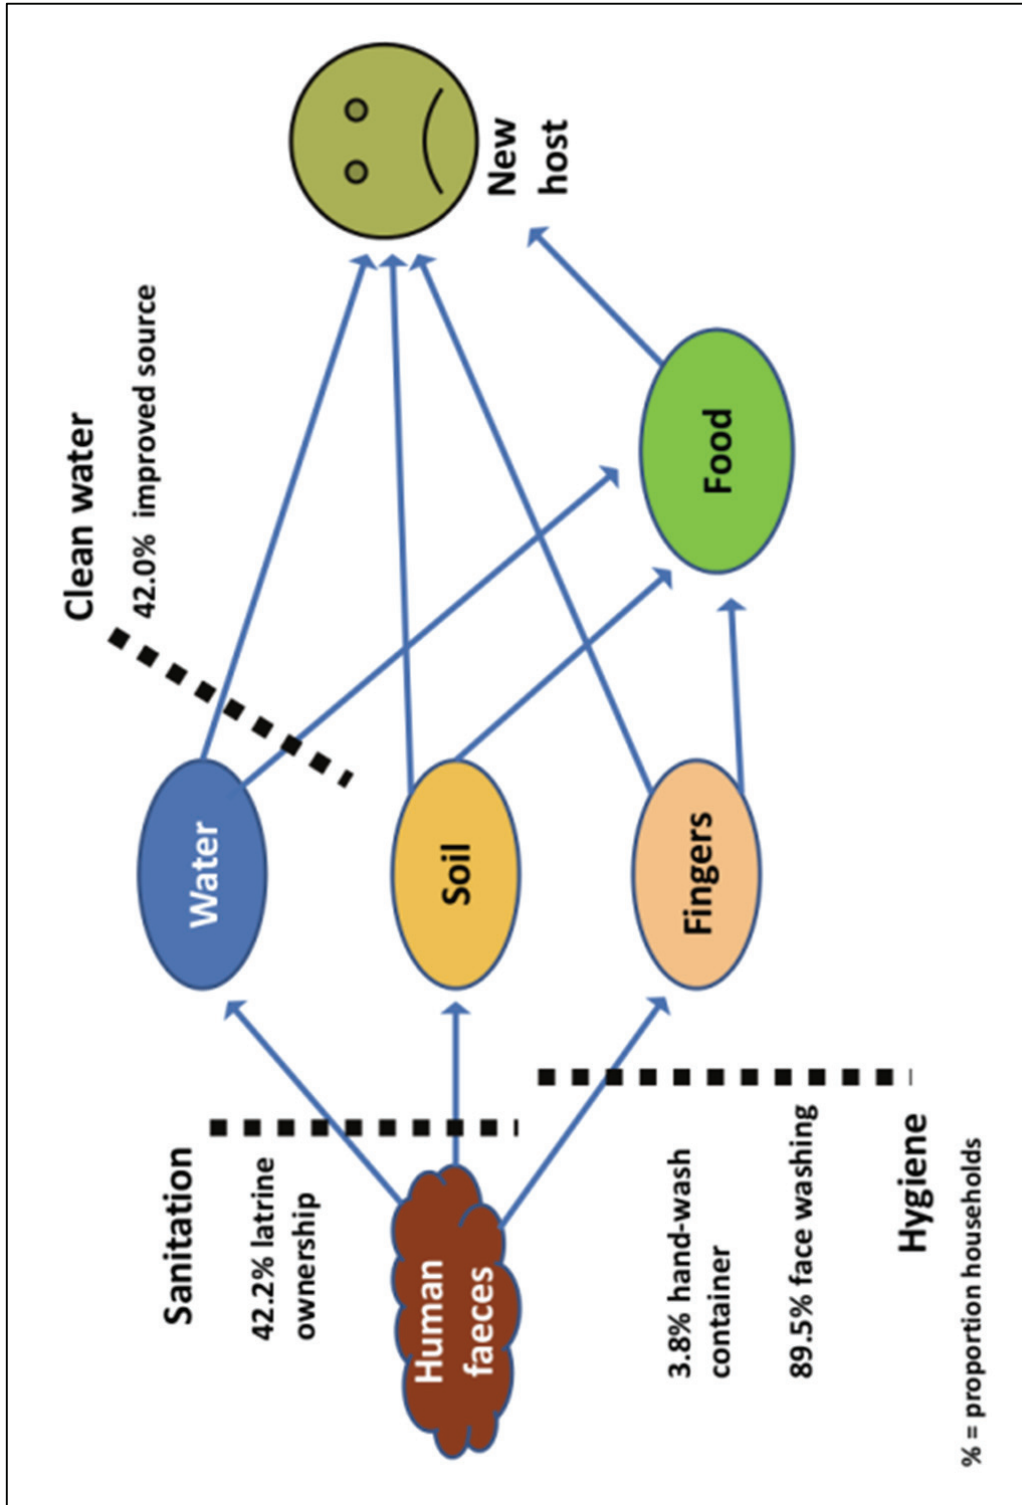 Sanitation
42.2% latrine
ownership
Clean water
42.0%  improved source
Water
Human
faeces
Soil
New
host
3.8% hand-wash
container
89.5% face washing
Fingers
Food
Hygiene
% = proportion households